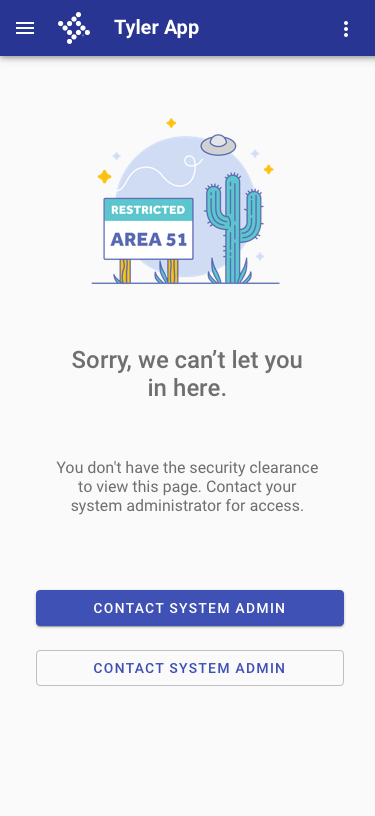 Tyler App
RESTRICTED
AREA 51
Sorry, we can’t let you
in here.
You don't have the security clearance
to view this page. Contact your
system administrator for access.
CONTACT SYSTEM ADMIN
CONTACT SYSTEM ADMIN